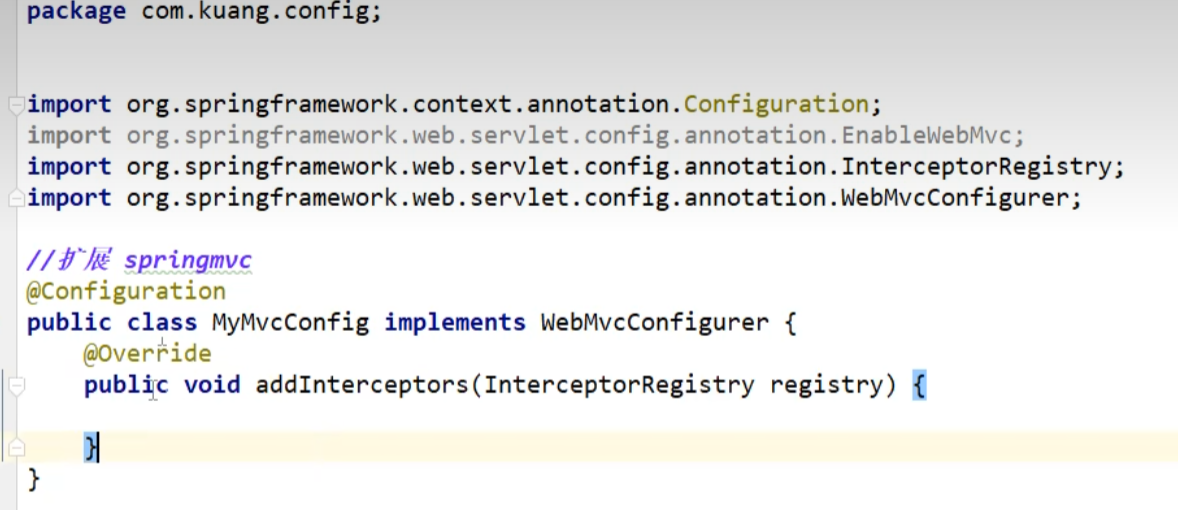 package com.kuang.config;
import org.springframework.context.annotation.Configuration;
import org.springframework.web.servlet.config.annotation.EnableWebMvc;
import org.springframework.web.servlet.config.annotation.InterceptorRegistry;
import org.springframework.web.servlet.config.annotation.WebMvcConfigurer;
//扩展 springmvc
@Configuration
public class MyMvcConfig implements WebMvcConfigurer {
@Override
public void addInterceptors(InterceptorRegistry registry) {
}
}